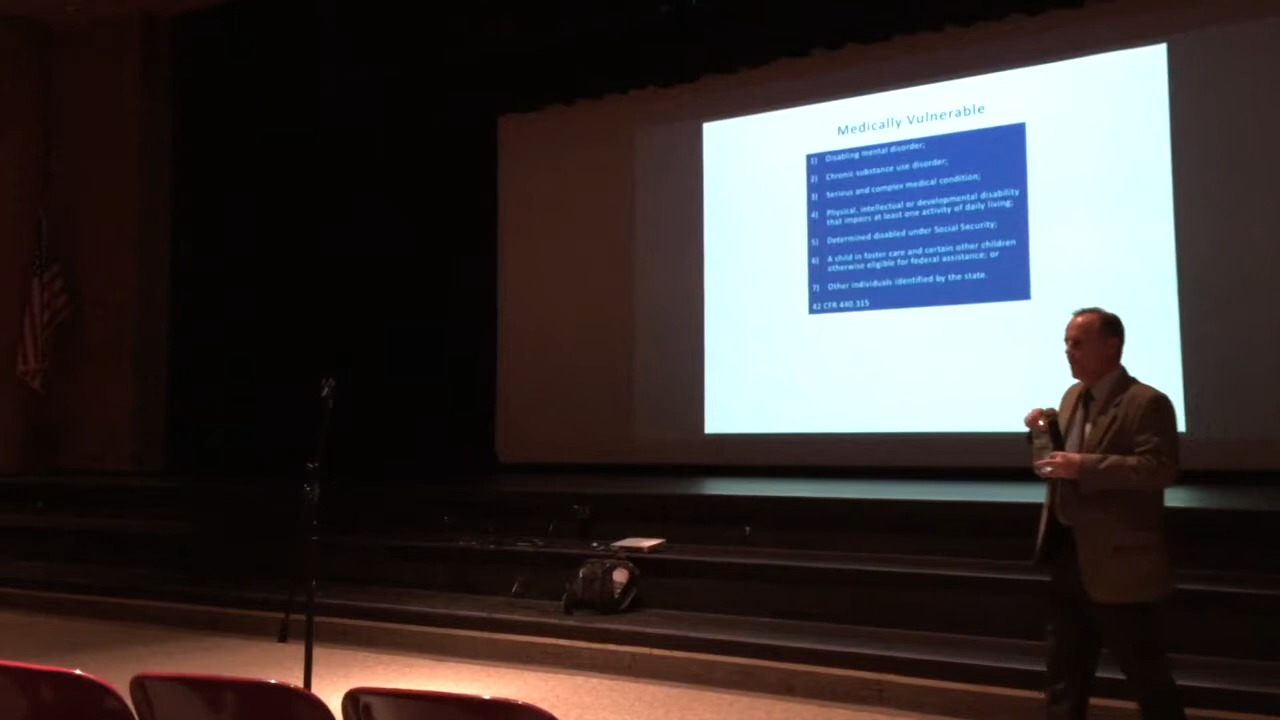 Medically Vulnerable
1) Disabling mental disorder;
2) Chronic substance use disorder;
3) Serious and complex medical condition;
4) Physical, intellectual or developmental disability
that impairs at least one activity of daily living;
5) Determined disabled under Social Security;
6) A child in foster care and certain other children
otherwise eligible for federal assistance; or
7) Other individuals identified by the state.
42 CFR 440.315